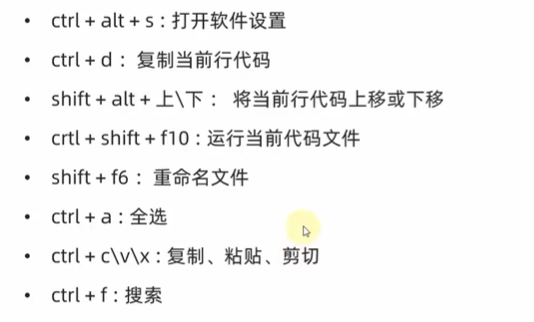 • ctrl + alt + s : 打开软件设置
• ctrl + d ： 复制当前行代码
• shift + alt + 上\下 ： 将当前行代码上移或下移
• crtl + shift + f10 : 运行当前代码文件
• shift + f6 ： 重命名文件
• ctrl + a : 全选
• ctrl + c\v\x : 复制、粘贴、剪切
• ctrl + f : 搜索